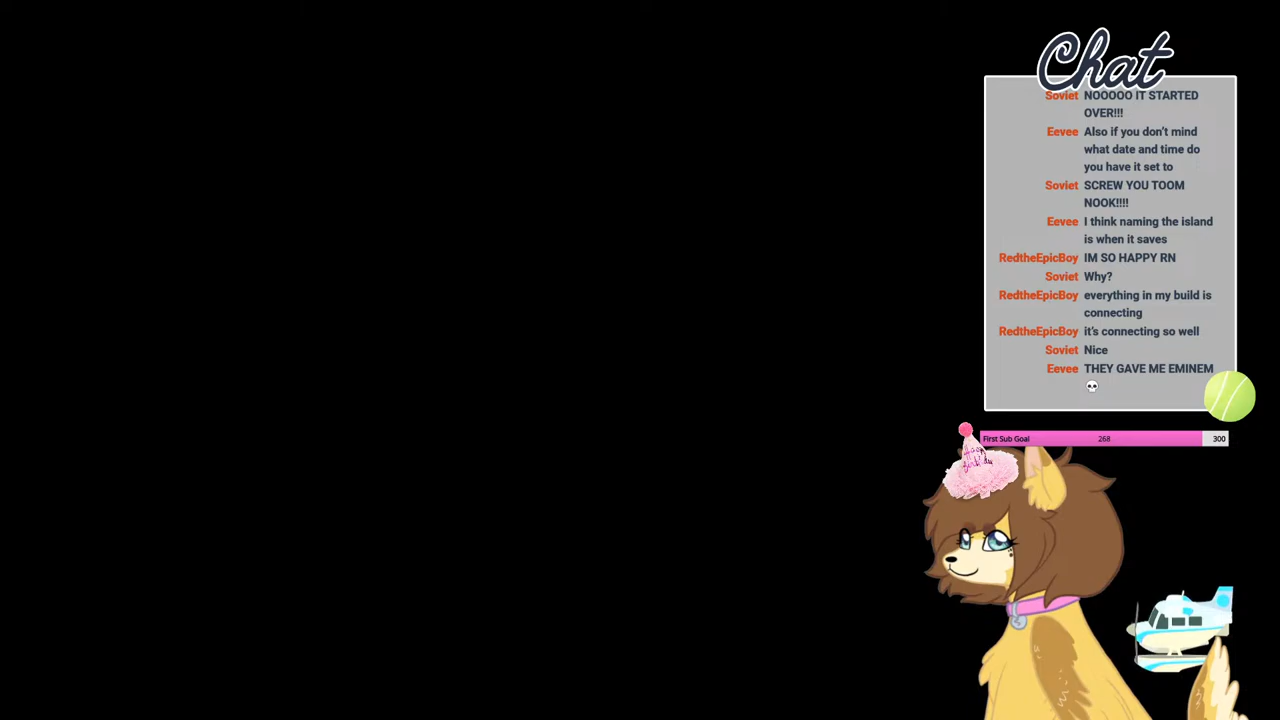 Chat
Soviet NOOOOO IT STARTED
OVER!!!
Eevee Also if you don't mind
what date and time do
you have it set to
Soviet SCREW YOU TOOM
NOOK!!!!
Eevee I think naming the island
is when it saves
RedtheEpicBoy IM SO HAPPY RN
Soviet Why?
RedtheEpicBoy everything in my build is
connecting
RedtheEpicBoy it's connecting so well
Soviet Nice
Eevee THEY GAVE ME EMINEM
💀
First Sub Goal 268 300